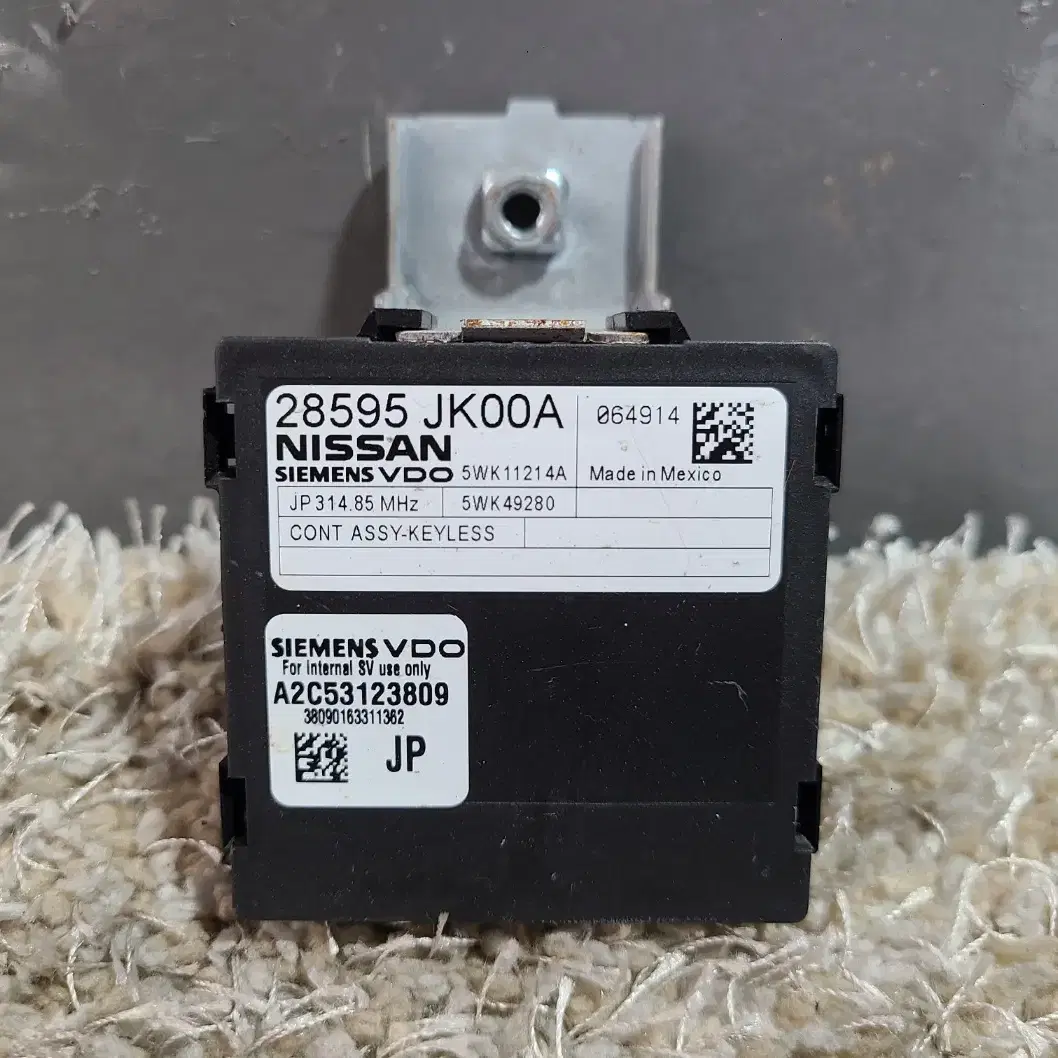 28595 JK00A
064914
NISSAN
SIEMENS VDO 5WK11214A
Made in Mexico
JP 314.85 MHz
5WK49280
CONT ASSY-KEYLESS
SIEMENS VDO
For Internal SV use only
A2C53123809
38090163311362
JP